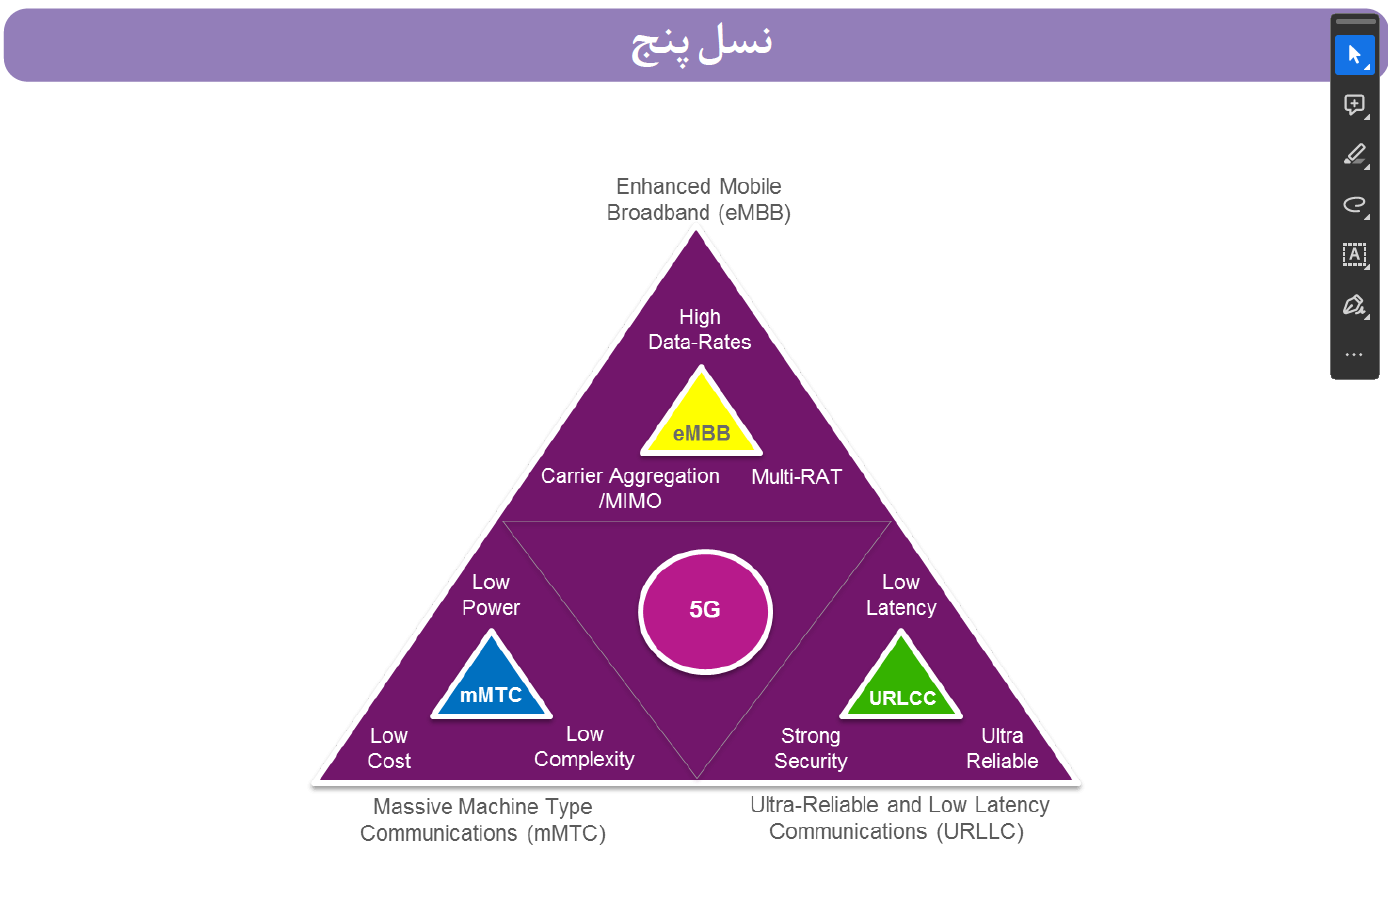 نسل پنج
Enhanced Mobile
Broadband (eMBB)
High
Data-Rates
eMBB
Carrier Aggregation
/MIMO
Multi-RAT
5G
Low
Power
mMTC
Low
Cost
Low
Complexity
Low
Latency
URLCC
Strong
Security
Ultra
Reliable
Massive Machine Type
Communications (mMTC)
Ultra-Reliable and Low Latency
Communications (URLLC)
A